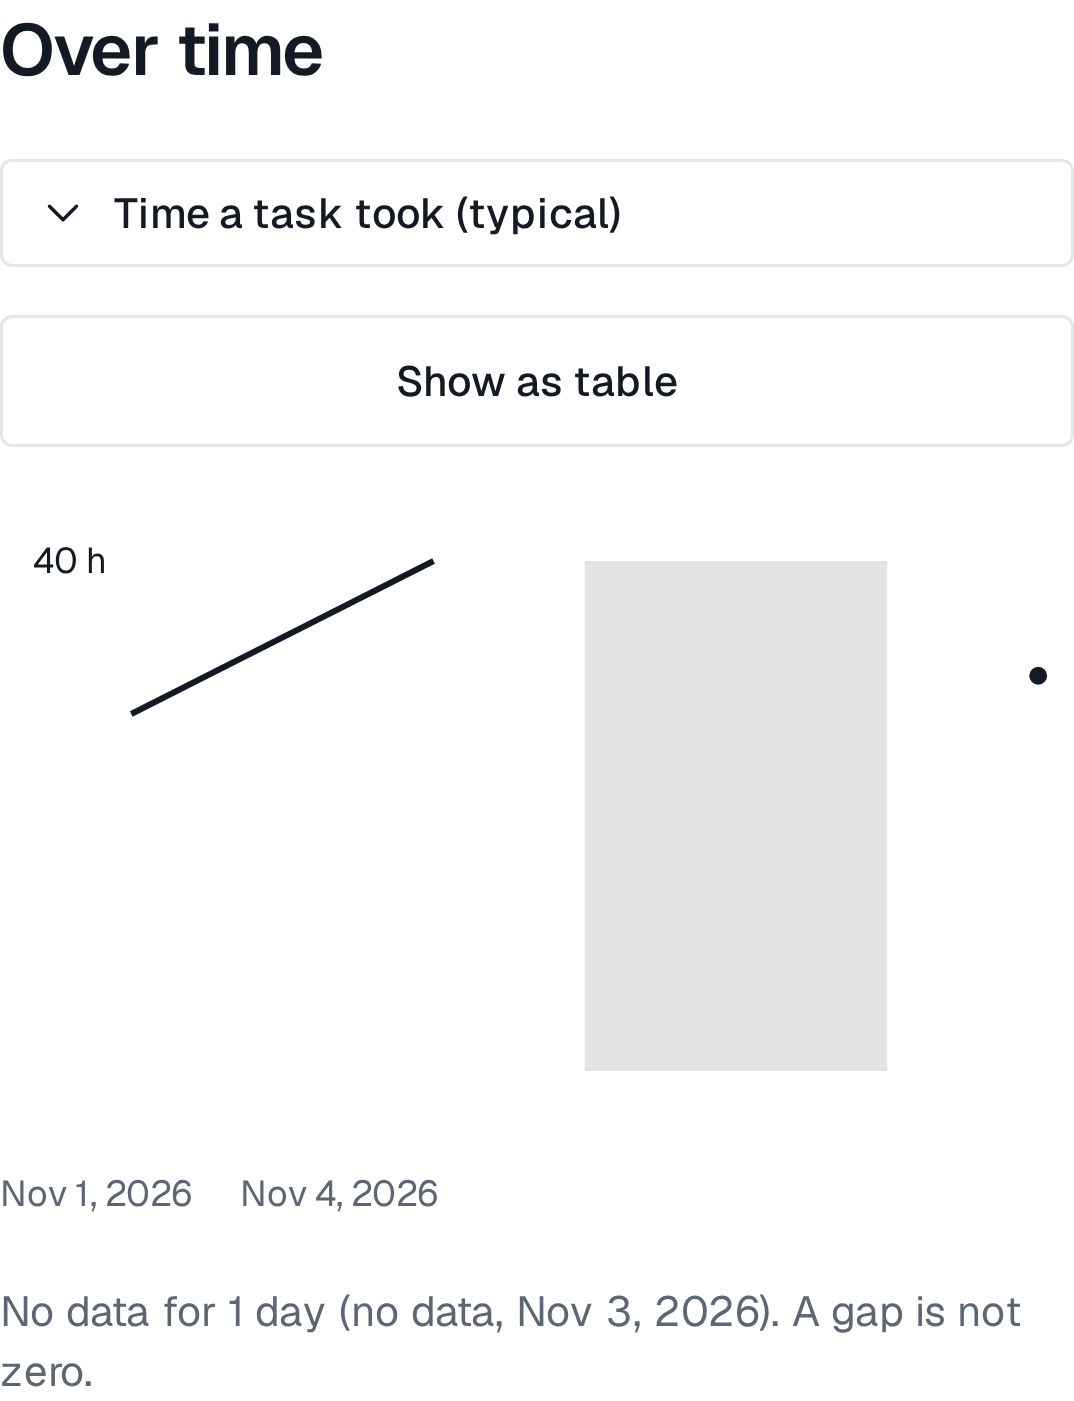 Over time
Time a task took (typical)
Show as table
40 h
Nov 1, 2026
Nov 4, 2026
No data for 1 day (no data, Nov 3, 2026). A gap is not
zero.